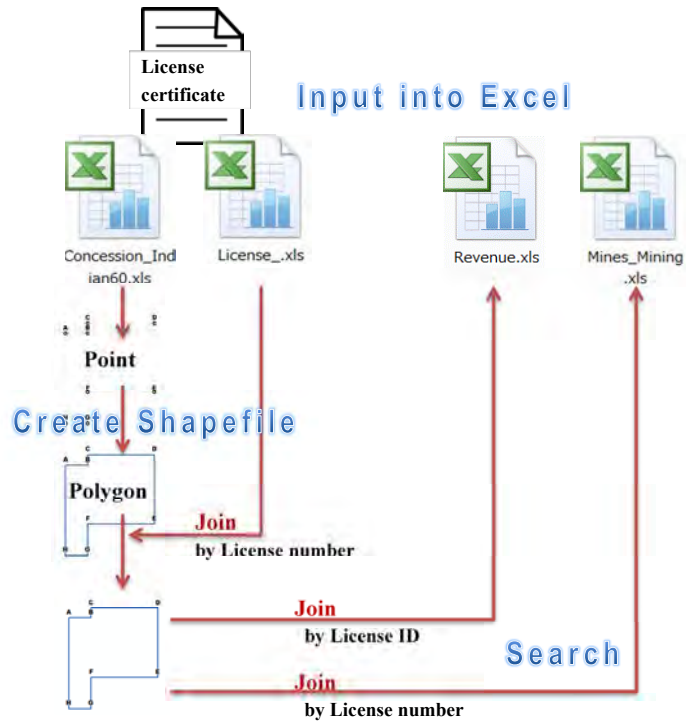 License
certificate
Input into Excel
Concession_Ind
ian60.xls
License_.xls
Revenue.xls
Mines_Mining
.xls
Point
Create Shapefile
C
D
A
B
Polygon
F
E
H
G
Join
by License number
C
D
A
B
Join
by License ID
Search
F
E
Join
by License number
H
G